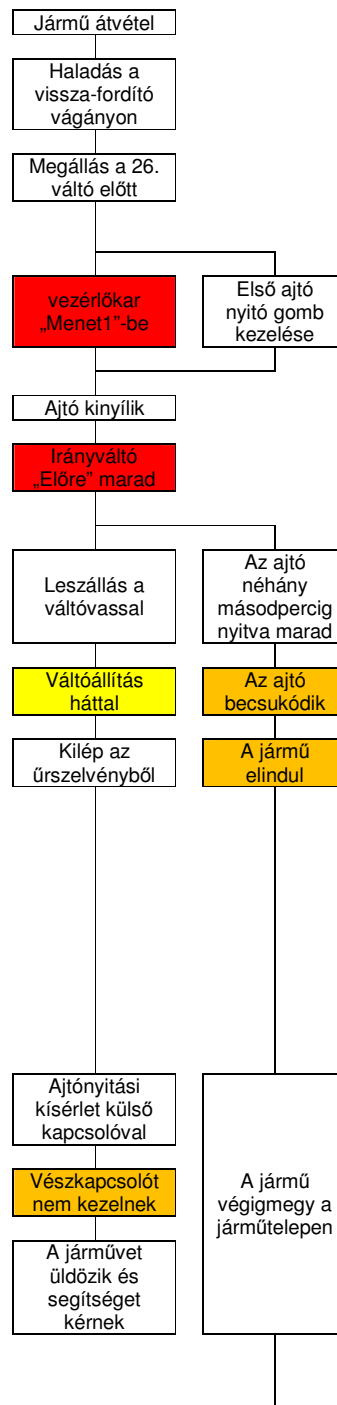 Jármű átvétel
Haladás a
vissza-fordító
vágányon
Megállás a 26.
váltó előtt
vezérlőkar
„Menet1”-be
Első ajtó
nyitó gomb
kezelése
Ajtó kinyílik
Irányváltó
„Előre” marad
Leszállás a
váltóvassal
Az ajtó
néhány
másodpercig
nyitva marad
Váltóállítás
háttal
Az ajtó
becsukódik
Kilép az
űrszelvényből
A jármű
elindul
Ajtónyitási
kísérlet külső
kapcsolóval
Vészkapcsolót
nem kezelnek
A járművet
üldözik és
segítséget
kérnek
A jármű
végigmegy a
járműtelepen